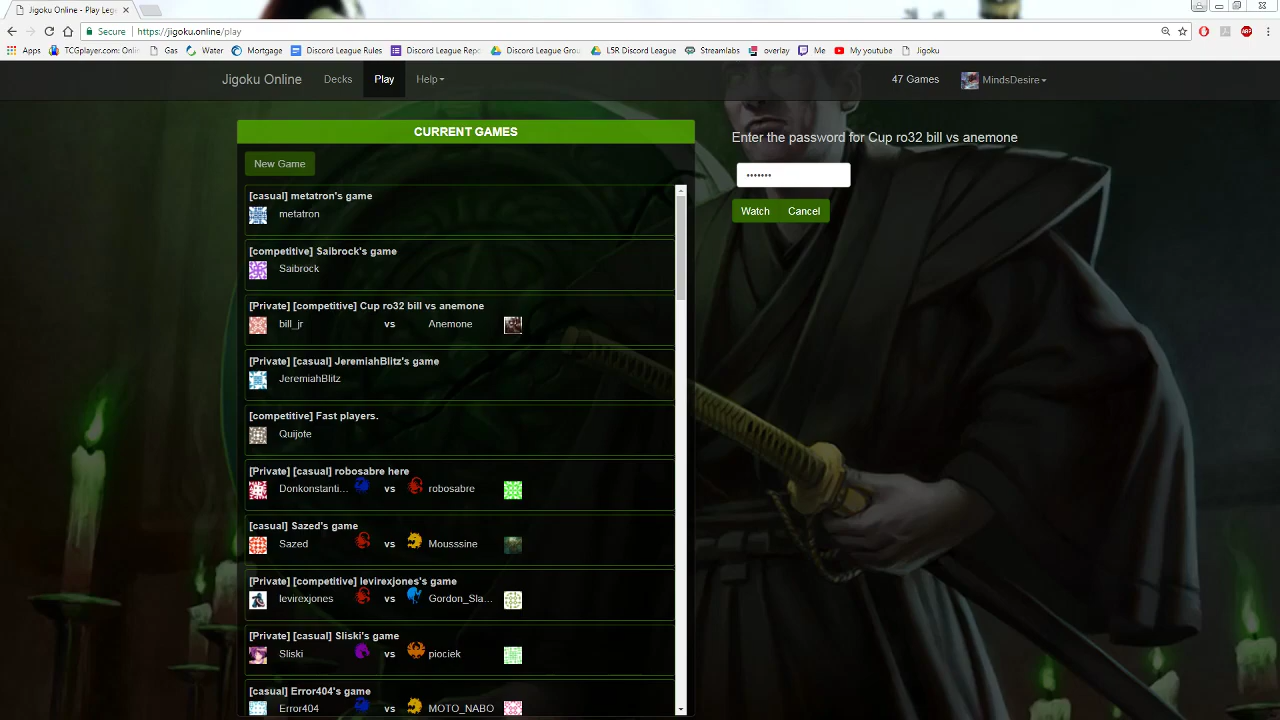 Jigoku Online - Play Leg
Secure https://jigoku.online/play
Apps TCGplayer.com: Onli Gas Water Mortgage Discord League Rules Discord League Repo Discord League Grou L5R Discord League Streamlabs overlay Me My youtube Jigoku
Jigoku Online Decks Play Help 47 Games MindsDesire
CURRENT GAMES
New Game
[casual] metatron's game
metatron
[competitive] Saibrock's game
Saibrock
[Private] [competitive] Cup ro32 bill vs anemone
bill_jr vs Anemone
[Private] [casual] JeremiahBlitz's game
JeremiahBlitz
[competitive] Fast players.
Quijote
[Private] [casual] robosabre here
Donkonstanti... vs robosabre
[casual] Sazed's game
Sazed vs Mousssine
[Private] [competitive] levirexjones's game
levirexjones vs Gordon_Sla...
[Private] [casual] Sliski's game
Sliski vs piociek
[casual] Error404's game
Error404 vs MOTO_NABO
Enter the password for Cup ro32 bill vs anemone
•••••••
Watch Cancel